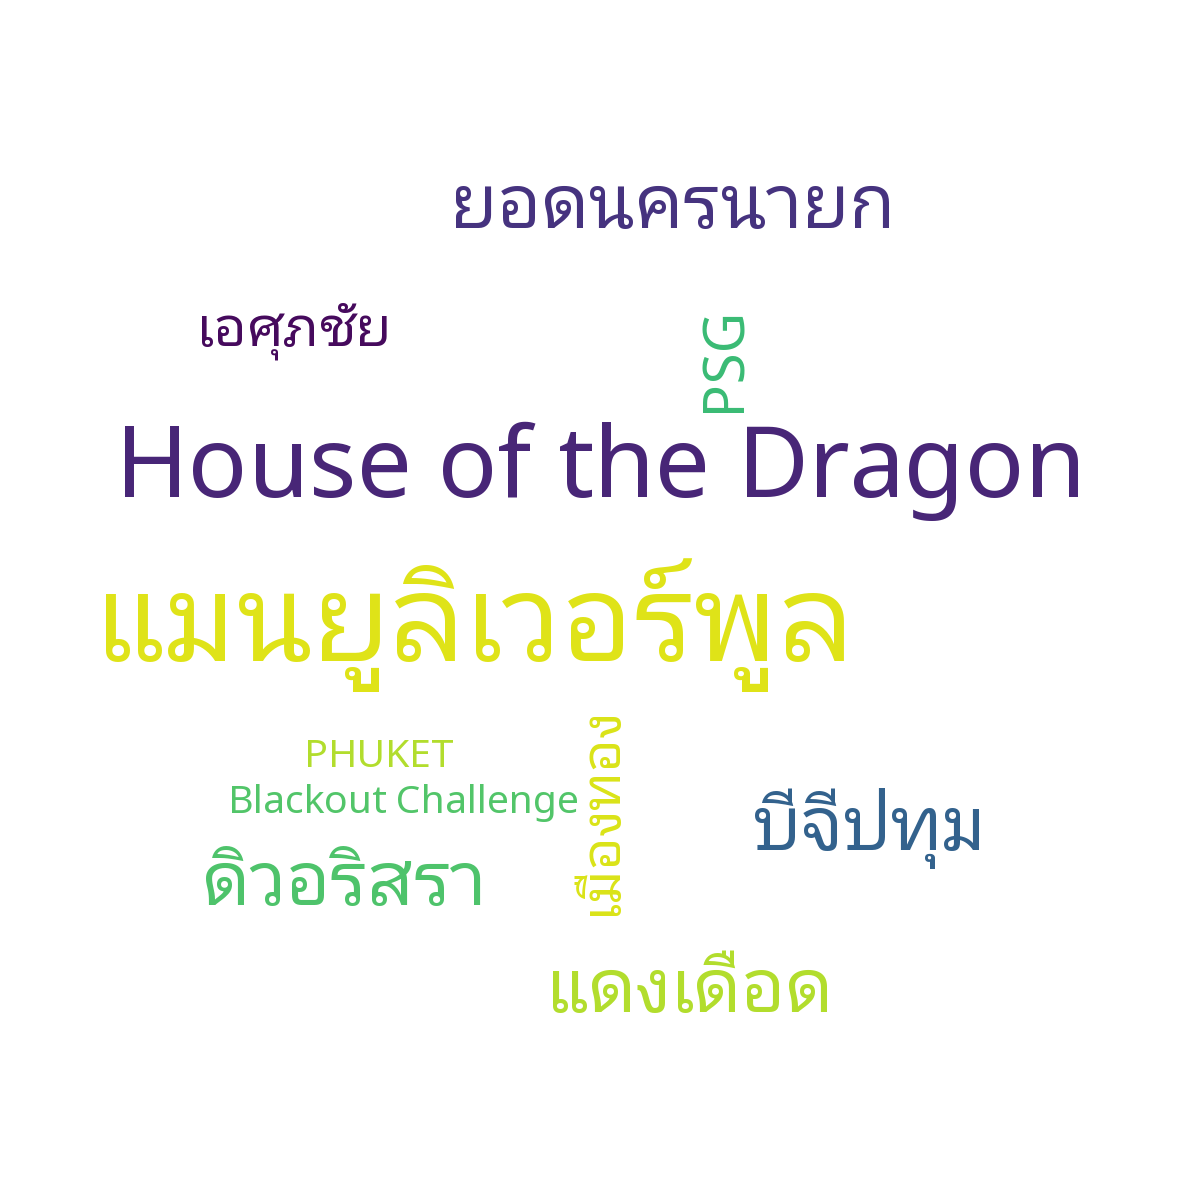 ยอดนครนายก
เอศุภชัย
PSG
House of the Dragon
แมนยูลิเวอร์พูล
PHUKET
Blackout Challenge
เมืองทอง
บีจีปทุม
ดิวอริสรา
แดงเดือด